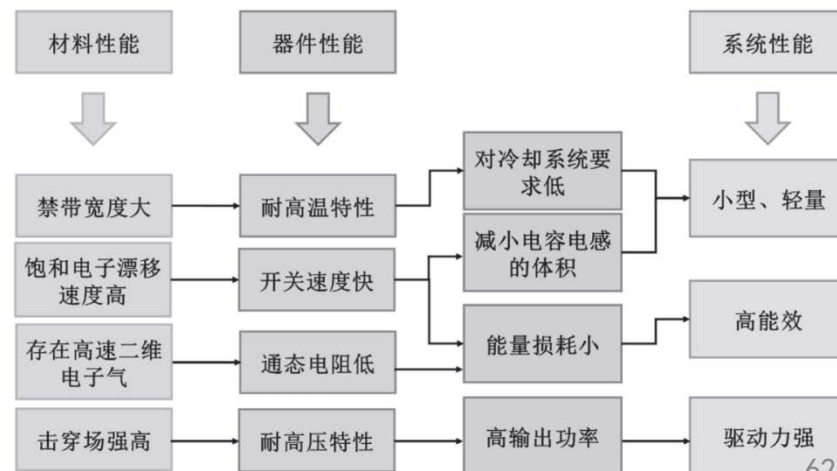 材料性能
器件性能
系统性能
禁带宽度大
耐高温特性
对冷却系统要
求低
小型、轻量
饱和电子漂移
速度高
开关速度快
减小电容电感
的体积
存在高速二维
电子气
通态电阻低
能量损耗小
高能效
击穿场强高
耐高压特性
高输出功率
驱动力强
62